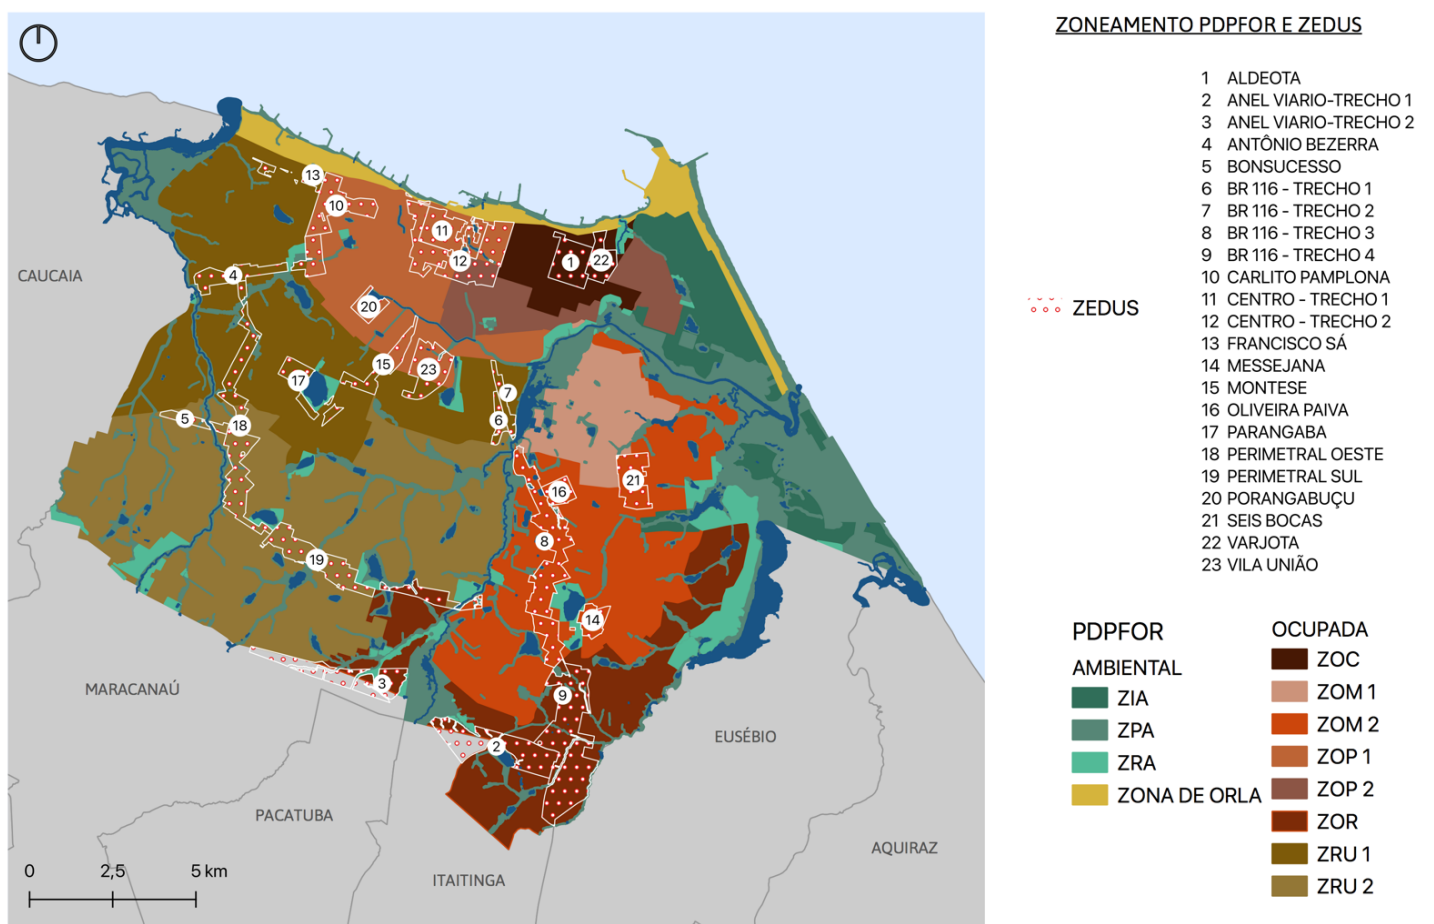 ZONEAMENTO PDPFOR E ZEDUS
1 ALDEOTA
2 ANEL VIARIO-TRECHO 1
3 ANEL VIARIO-TRECHO 2
4 ANTÔNIO BEZERRA
5 BONSUCESSO
6 BR 116 - TRECHO 1
7 BR 116 - TRECHO 2
8 BR 116 - TRECHO 3
9 BR 116 - TRECHO 4
10 CARLITO PAMPLONA
11 CENTRO - TRECHO 1
12 CENTRO - TRECHO 2
13 FRANCISCO SÁ
14 MESSEJANA
15 MONTESE
16 OLIVEIRA PAIVA
17 PARANGABA
18 PERIMETRAL OESTE
19 PERIMETRAL SUL
20 PORANGABUÇU
21 SEIS BOCAS
22 VARJOTA
23 VILA UNIÃO
ZEDUS
PDPFOR
AMBIENTAL
ZIA
ZPA
ZRA
ZONA DE ORLA
OCUPADA
ZOC
ZOM 1
ZOM 2
ZOP 1
ZOP 2
ZOR
ZRU 1
ZRU 2
13
10
11
12
1
22
4
CAUCAIA
20
15
23
17
7
6
5
18
21
16
8
19
14
3
9
2
MARACANAÚ
EUSÉBIO
PACATUBA
AQUIRAZ
ITAITINGA
0 2,5 5 km